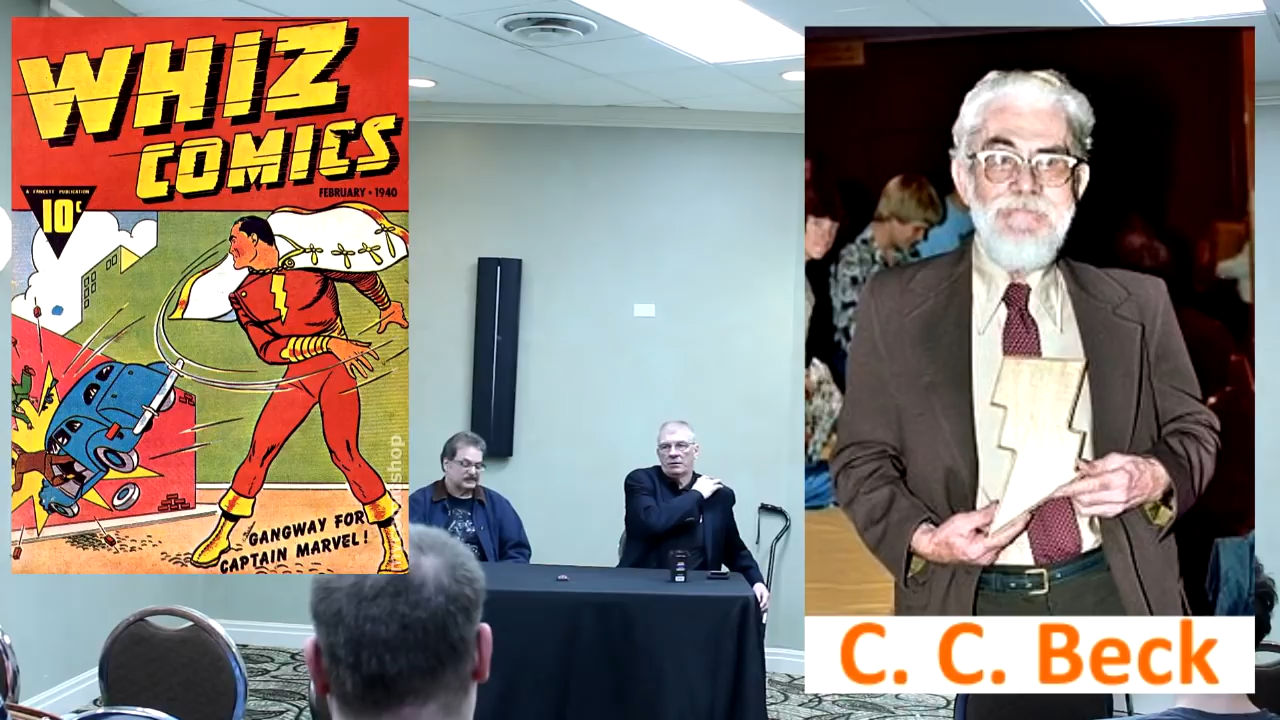 WHIZ
COMICS
FEBRUARY • 1940
A FAWCETT PUBLICATION
10¢
GANGWAY FOR
CAPTAIN MARVEL!
C. C. Beck